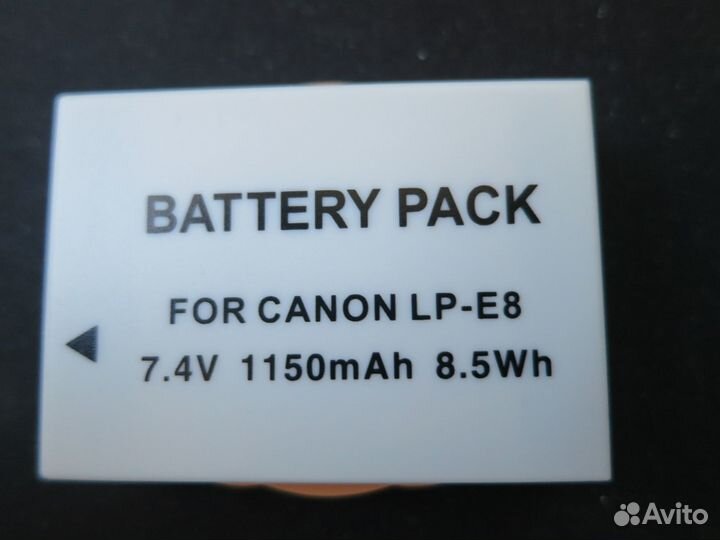 BATTERY PACK
FOR CANON LP-E8
7.4V 1150mAh 8.5Wh
Avito